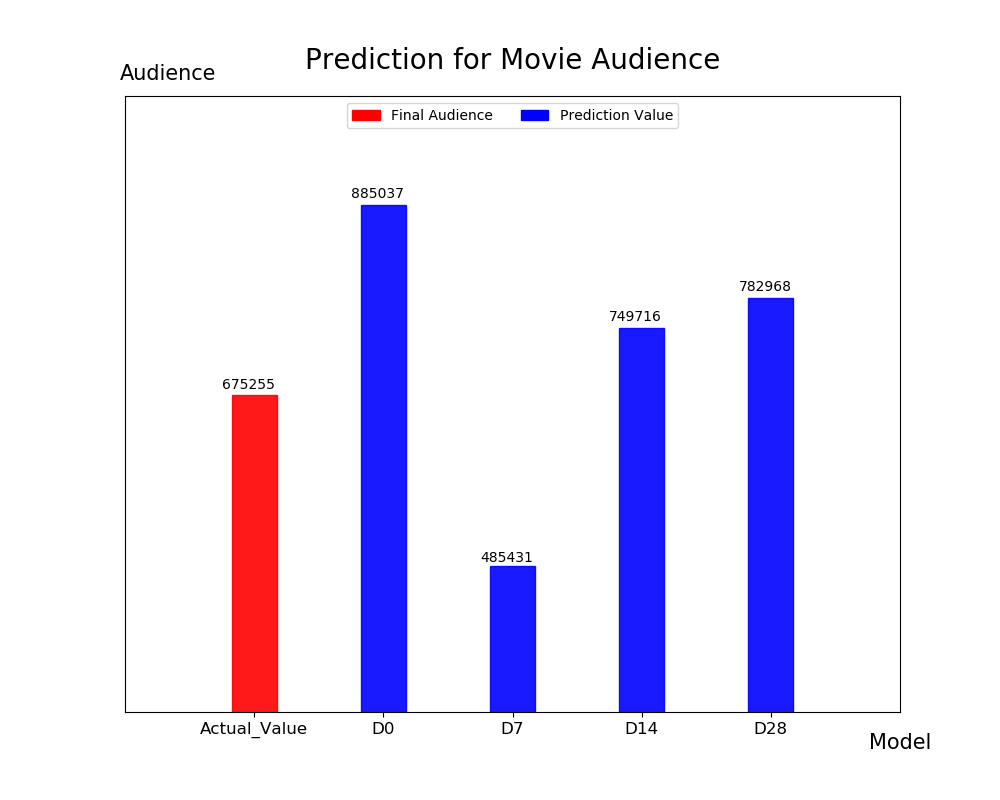 Prediction for Movie Audience
Audience
Final Audience
Prediction Value
885037
782968
749716
675255
485431
Actual_Value
D0
D7
D14
D28
Model